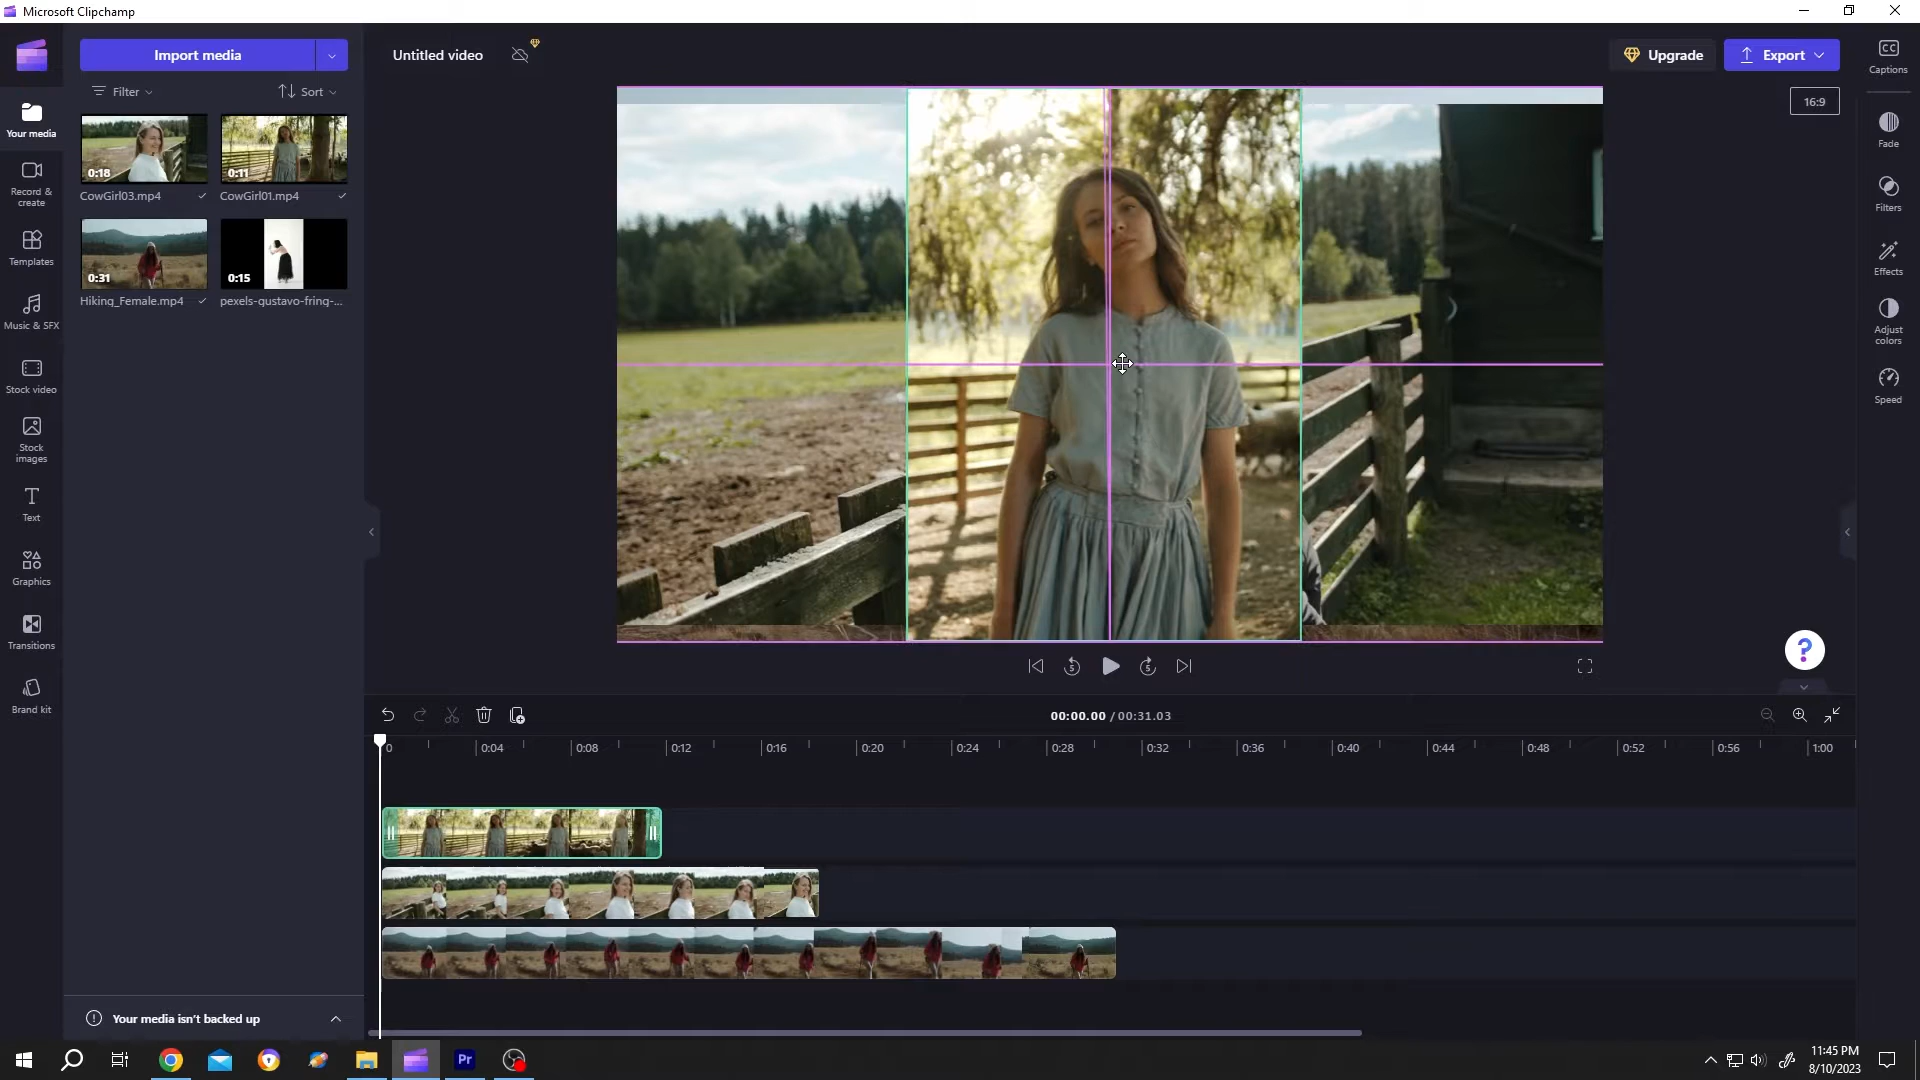 Microsoft Clipchamp
Import media
Filter
Sort
0:18
CowGirl03.mp4
0:11
CowGirl01.mp4
0:31
Hiking_Female.mp4
0:15
pexels-gustavo-fring-...
Your media
Record & create
Templates
Music & SFX
Stock video
Stock images
Text
Graphics
Transitions
Brand kit
Your media isn't backed up
Untitled video
Upgrade
Export
16:9
Captions
Fade
Filters
Effects
Adjust colors
Speed
5
5
?
00:00.00 / 00:31.03
0
0:04
0:08
0:12
0:16
0:20
0:24
0:28
0:32
0:36
0:40
0:44
0:48
0:52
0:56
1:00
Pr
11:45 PM
8/10/2023